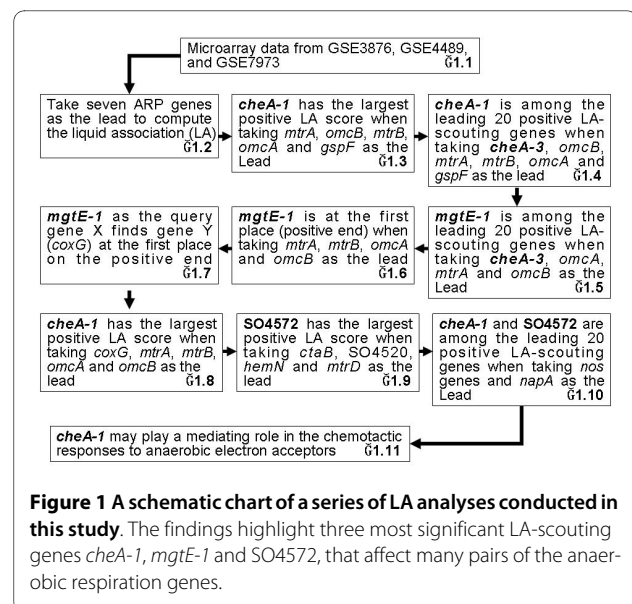 Microarray data from GSE3876, GSE4489,
and GSE7973 Ğ1.1
Take seven ARP genes
as the lead to compute
the liquid association (LA)
Ğ1.2
cheA-1 has the largest
positive LA score when
taking mtrA, omcB, mtrB,
omcA and gspF as the
Lead Ğ1.3
cheA-1 is among the
leading 20 positive LA-
scouting genes when
taking cheA-3, omcB,
mtrA, mtrB, omcA and
gspF as the lead Ğ1.4
mgtE-1 is among the
leading 20 positive LA-
scouting genes when
taking cheA-3, omcA,
mtrA and omcB as the
Lead Ğ1.5
mgtE-1 is at the first
place (positive end) when
taking mtrA, mtrB, omcA
and omcB as the lead
Ğ1.6
mgtE-1 as the query
gene X finds gene Y
(coxG) at the first place
on the positive end
Ğ1.7
cheA-1 has the largest
positive LA score when
taking coxG, mtrA, mtrB,
omcA and omcB as the
lead Ğ1.8
SO4572 has the largest
positive LA score when
taking ctaB, SO4520,
hemN and mtrD as the
lead Ğ1.9
cheA-1 and SO4572 are
among the leading 20
positive LA-scouting
genes when taking nos
genes and napA as the
Lead Ğ1.10
cheA-1 may play a mediating role in the chemotactic
responses to anaerobic electron acceptors Ğ1.11
Figure 1 A schematic chart of a series of LA analyses conducted in
this study. The findings highlight three most significant LA-scouting
genes cheA-1, mgtE-1 and SO4572, that affect many pairs of the anaer-
obic respiration genes.